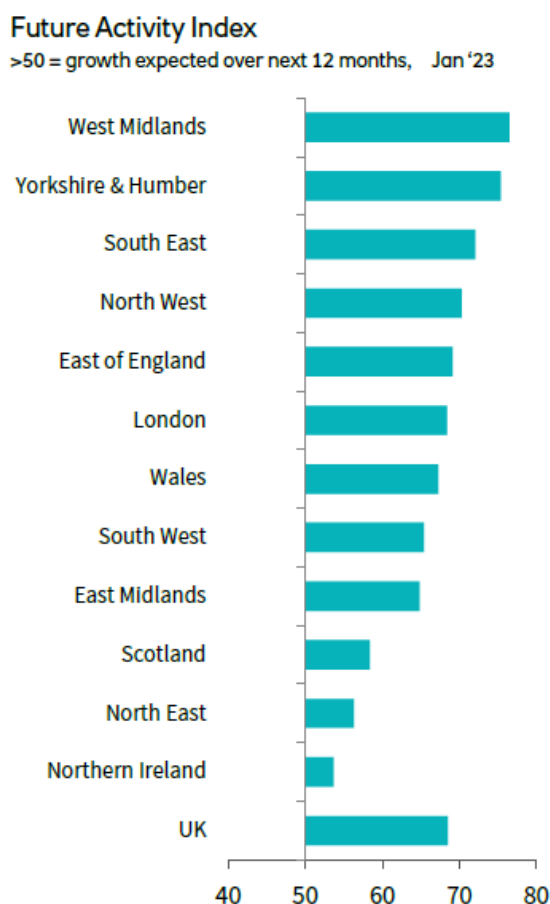 Future Activity Index
>50 = growth expected over next 12 months, Jan ‘23
West Midlands
Yorkshire & Humber
South East
North West
East of England
London
Wales
South West
East Midlands
Scotland
North East
Northern Ireland
UK
40 50 60 70 80